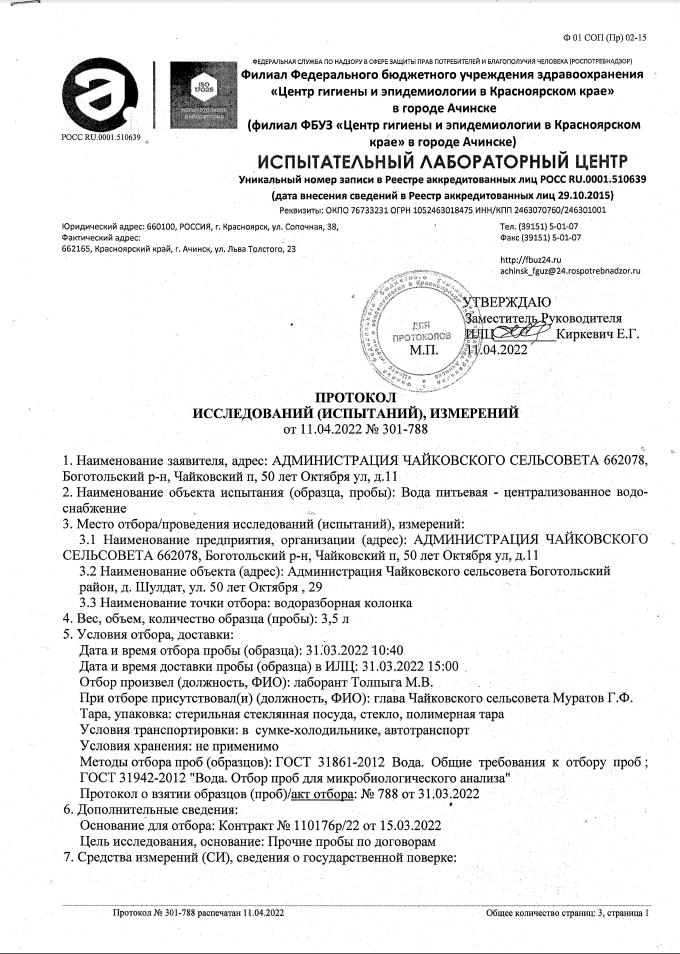 Ф 01 СОП (Пр) 02-15
ФЕДЕРАЛЬНАЯ СЛУЖБА ПО НАДЗОРУ В СФЕРЕ ЗАЩИТЫ ПРАВ ПОТРЕБИТЕЛЕЙ И БЛАГОПОЛУЧИЯ ЧЕЛОВЕКА (РОСПОТРЕБНАДЗОР)
Филиал Федерального бюджетного учреждения здравоохранения
«Центр гигиены и эпидемиологии в Красноярском крае»
в городе Ачинске
(филиал ФБУЗ «Центр гигиены и эпидемиологии в Красноярском
крае» в городе Ачинске)
ISO
17025
испытательная
лаборатория
РОСС RU.0001.510639
ИСПЫТАТЕЛЬНЫЙ ЛАБОРАТОРНЫЙ ЦЕНТР
Уникальный номер записи в Реестре аккредитованных лиц РОСС RU.0001.510639
(дата внесения сведений в Реестр аккредитованных лиц 29.10.2015)
Реквизиты: ОКПО 76733231 ОГРН 1052463018475 ИНН/КПП 2463070760/246301001
Юридический адрес: 660100, РОССИЯ, г. Красноярск, ул. Сопочная, 38,
Фактический адрес:
662165, Красноярский край, г. Ачинск, ул. Льва Толстого, 23
Тел. (39151) 5-01-07
Факс (39151) 5-01-07
http://fbuz24.ru
achinsk_fguz@24.rospotrebnadzor.ru
УТВЕРЖДАЮ
Заместитель Руководителя
ИЛЦ Киркевич Е.Г.
ДЛЯ
ПРОТОКОЛОВ
М.П. 11.04.2022
ПРОТОКОЛ
ИССЛЕДОВАНИЙ (ИСПЫТАНИЙ), ИЗМЕРЕНИЙ
от 11.04.2022 № 301-788
1. Наименование заявителя, адрес: АДМИНИСТРАЦИЯ ЧАЙКОВСКОГО СЕЛЬСОВЕТА 662078,
Боготольский р-н, Чайковский п, 50 лет Октября ул, д.11
2. Наименование объекта испытания (образца, пробы): Вода питьевая - централизованное водо-
снабжение
3. Место отбора/проведения исследований (испытаний), измерений:
3.1 Наименование предприятия, организации (адрес): АДМИНИСТРАЦИЯ ЧАЙКОВСКОГО
СЕЛЬСОВЕТА 662078, Боготольский р-н, Чайковский п, 50 лет Октября ул, д.11
3.2 Наименование объекта (адрес): Администрация Чайковского сельсовета Боготольский
район, д. Шулдат, ул. 50 лет Октября , 29
3.3 Наименование точки отбора: водоразборная колонка
4. Вес, объем, количество образца (пробы): 3,5 л
5. Условия отбора, доставки:
Дата и время отбора пробы (образца): 31.03.2022 10:40
Дата и время доставки пробы (образца) в ИЛЦ: 31.03.2022 15:00
Отбор произвел (должность, ФИО): лаборант Толпыга М.В.
При отборе присутствовал(и) (должность, ФИО): глава Чайковского сельсовета Муратов Г.Ф.
Тара, упаковка: стерильная стеклянная посуда, стекло, полимерная тара
Условия транспортировки: в сумке-холодильнике, автотранспорт
Условия хранения: не применимо
Методы отбора проб (образцов): ГОСТ 31861-2012 Вода. Общие требования к отбору проб ;
ГОСТ 31942-2012 "Вода. Отбор проб для микробиологического анализа"
Протокол о взятии образцов (проб)/акт отбора: № 788 от 31.03.2022
6. Дополнительные сведения:
Основание для отбора: Контракт № 110176р/22 от 15.03.2022
Цель исследования, основание: Прочие пробы по договорам
7. Средства измерений (СИ), сведения о государственной поверке:
Протокол № 301-788 распечатан 11.04.2022
Общее количество страниц: 3, страница 1